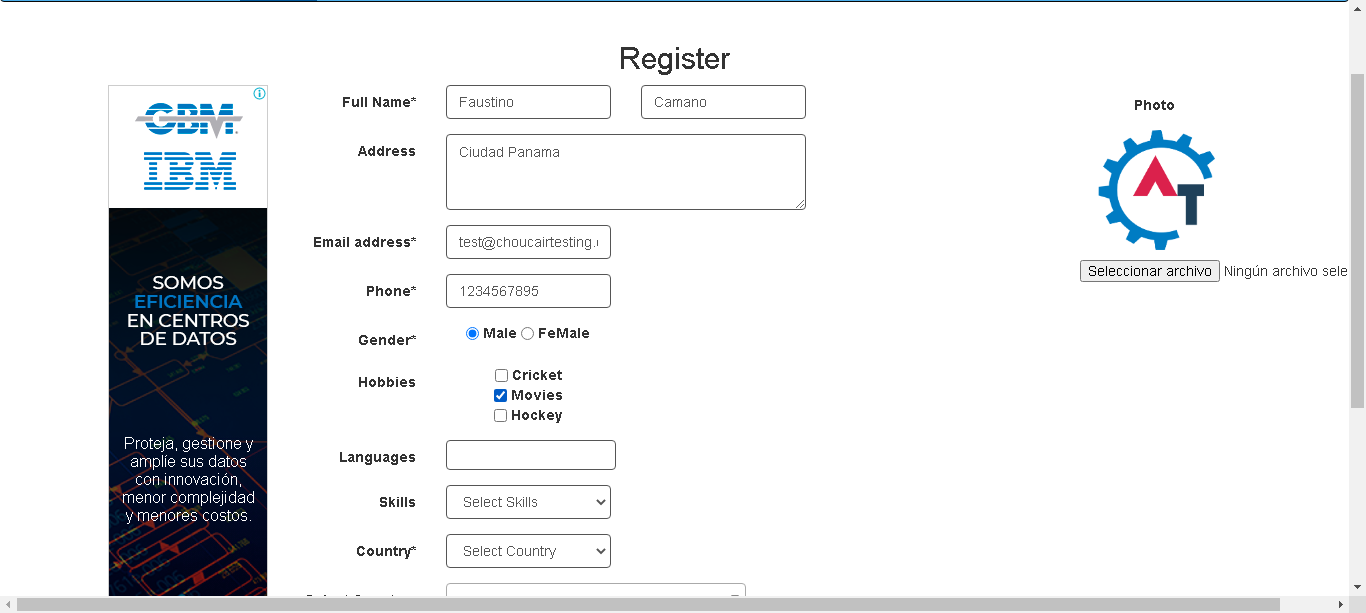 Register
GBM
IBM
SOMOS
EFICIENCIA
EN CENTROS
DE DATOS
Proteja, gestione y
amplíe sus datos
con innovación,
menor complejidad
y menores costos.
Full Name* Faustino Camano
Address Ciudad Panama
Email address* test@choucairtesting.
Phone* 1234567895
Gender* Male FeMale
Hobbies Cricket
Movies
Hockey
Languages
Skills Select Skills
Country* Select Country
Photo
AT
Seleccionar archivo Ningún archivo sele